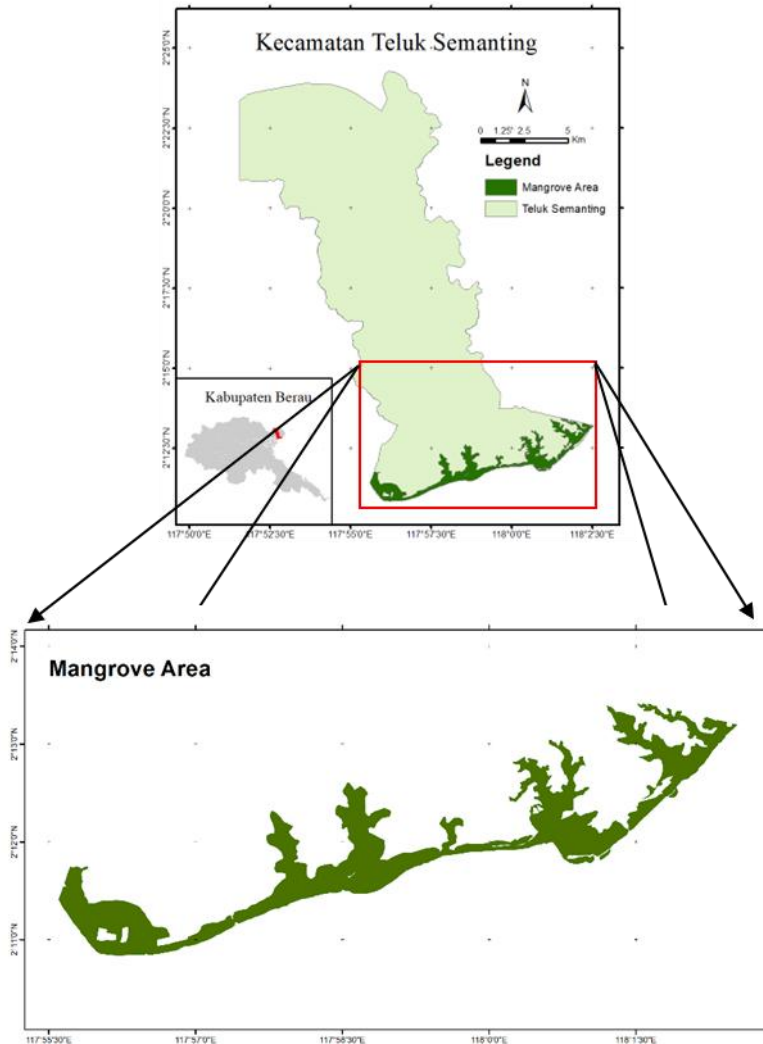 Kecamatan Teluk Semanting
N
0 1.25' 2.5 5
Km
Legend
Mangrove Area
Teluk Semanting
2°25'0"N
2°22'30"N
2°20'0"N
2°17'30"N
2°15'0"N
2°12'30"N
Kabupaten Berau
117°50'0"E 117°52'30"E 117°55'0"E 117°57'30"E 118°0'0"E 118°2'30"E
Mangrove Area
2°14'0"N
2°13'0"N
2°12'0"N
2°11'0"N
117°55'30"E 117°57'0"E 117°58'30"E 118°0'0"E 118°1'30"E